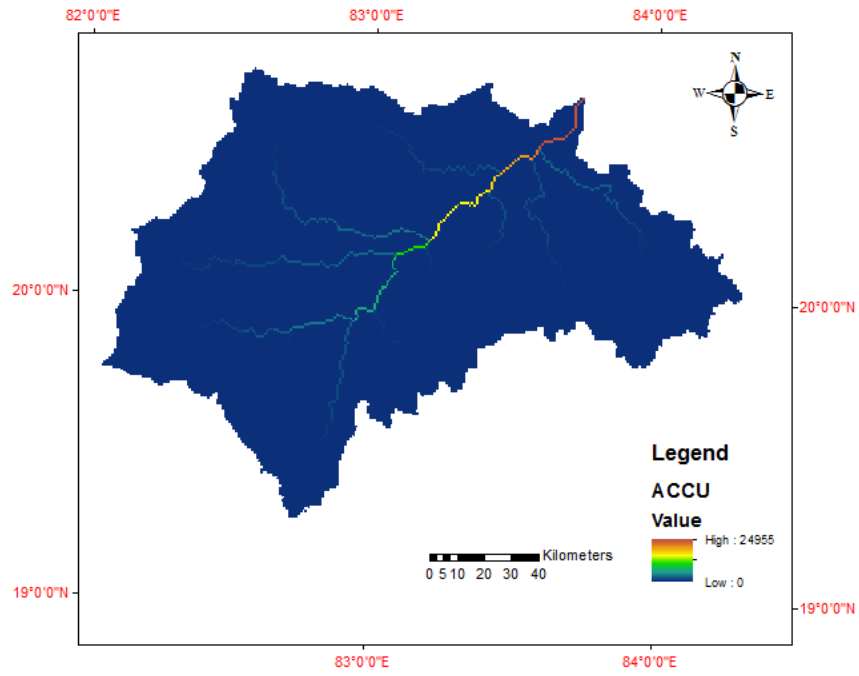 82°0'0"E 83°0'0"E 84°0'0"E
N
W E
S
20°0'0"N 20°0'0"N
Legend
ACCU
Value
High : 24955
Low : 0
Kilometers
0 5 10 20 30 40
19°0'0"N 19°0'0"N
83°0'0"E 84°0'0"E